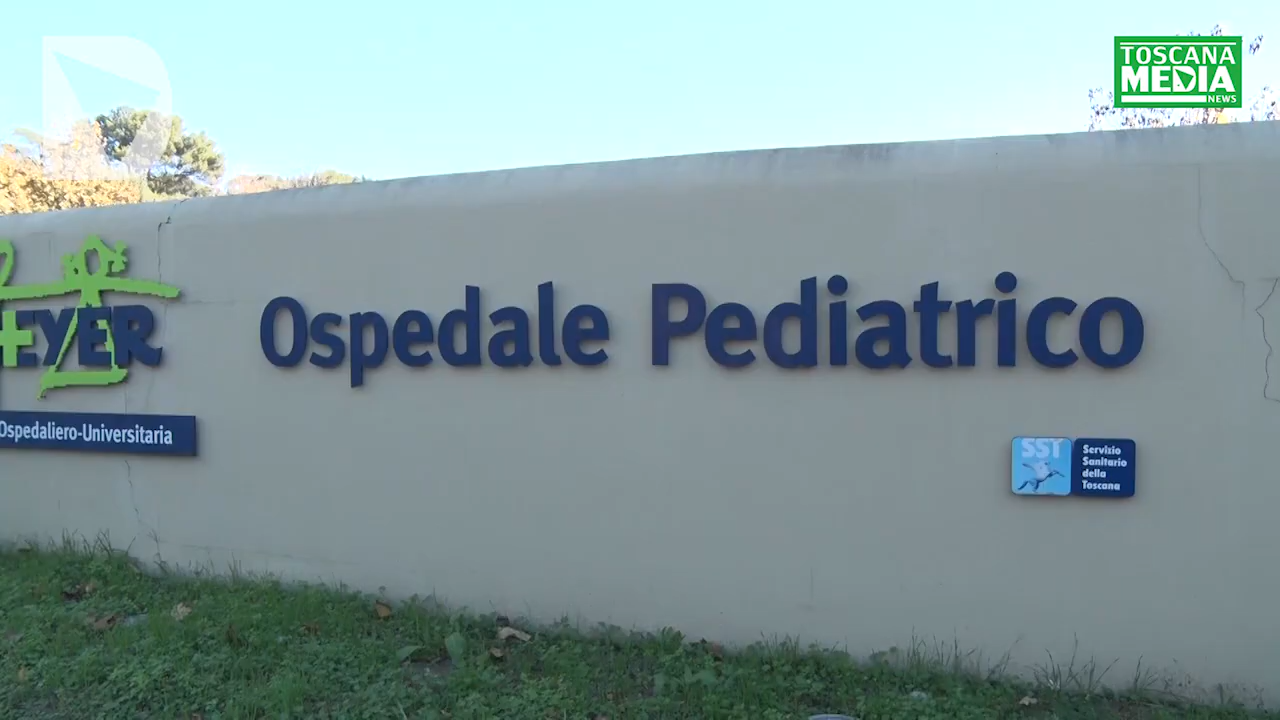 TOSCANA
MEDIA
NEWS
EYER
Ospedale Pediatrico
Ospedaliero-Universitaria
SST
Servizio
Sanitario
della
Toscana